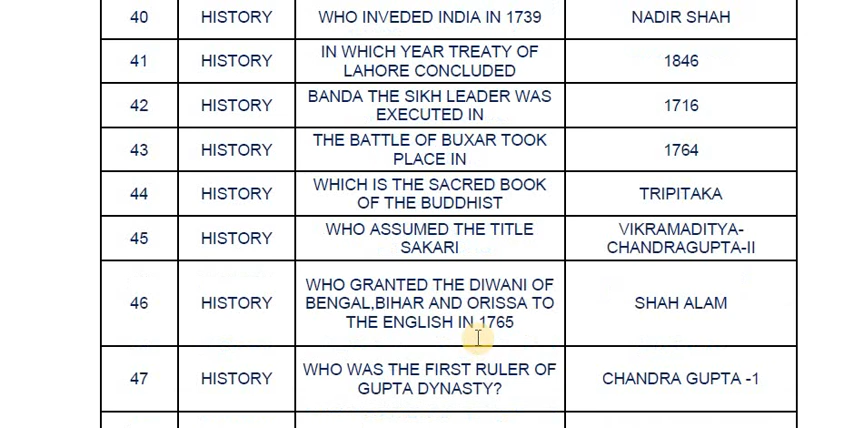 40 HISTORY WHO INVEDED INDIA IN 1739 NADIR SHAH
41 HISTORY IN WHICH YEAR TREATY OF
LAHORE CONCLUDED 1846
42 HISTORY BANDA THE SIKH LEADER WAS
EXECUTED IN 1716
43 HISTORY THE BATTLE OF BUXAR TOOK
PLACE IN 1764
44 HISTORY WHICH IS THE SACRED BOOK
OF THE BUDDHIST TRIPITAKA
45 HISTORY WHO ASSUMED THE TITLE
SAKARI VIKRAMADITYA-
CHANDRAGUPTA-II
46 HISTORY WHO GRANTED THE DIWANI OF
BENGAL,BIHAR AND ORISSA TO
THE ENGLISH IN 1765 SHAH ALAM
47 HISTORY WHO WAS THE FIRST RULER OF
GUPTA DYNASTY? CHANDRA GUPTA -1